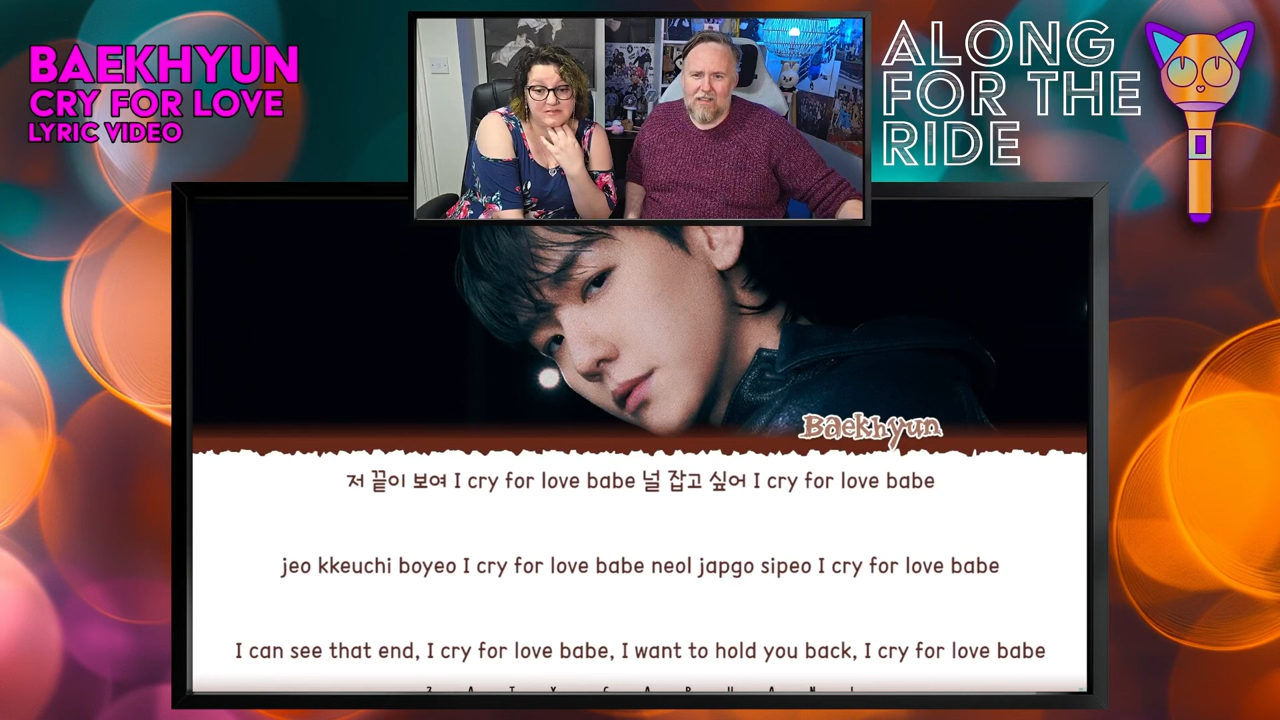 BAEKHYUN
CRY FOR LOVE
LYRIC VIDEO
ALONG
FOR THE
RIDE
Baekhyun
저 끝이 보여 I cry for love babe 널 잡고 싶어 I cry for love babe
jeo kkeuchi boyeo I cry for love babe neol japgo sipeo I cry for love babe
I can see that end, I cry for love babe, I want to hold you back, I cry for love babe